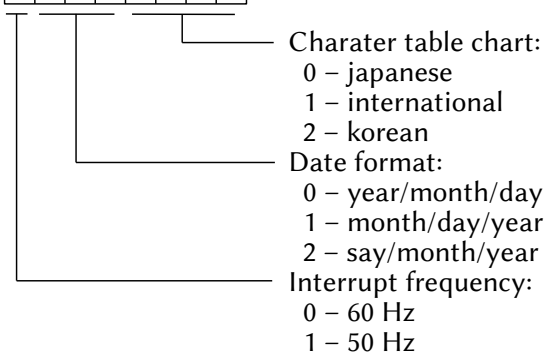 Charater table chart:
0 – japanese
1 – international
2 – korean
Date format:
0 – year/month/day
1 – month/day/year
2 – say/month/year
Interrupt frequency:
0 – 60 Hz
1 – 50 Hz